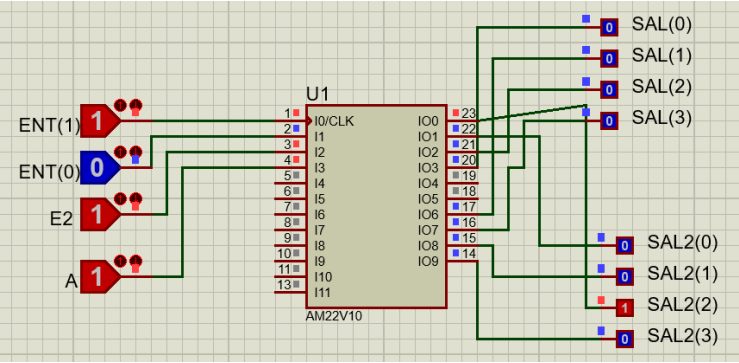 SAL(0)
0
SAL(1)
0
SAL(2)
0
SAL(3)
0
U1
ENT(1)
1
ENT(0)
0
E2
1
A
1
1 I0/CLK IO0 23
2 I1 IO1 22
3 I2 IO2 21
4 I3 IO3 20
5 I4 IO4 19
6 I5 IO5 18
7 I6 IO6 17
8 I7 IO7 16
9 I8 IO8 15
10 I9 IO9 14
11 I10
13 I11
AM22V10
0 SAL2(0)
0 SAL2(1)
1 SAL2(2)
0 SAL2(3)